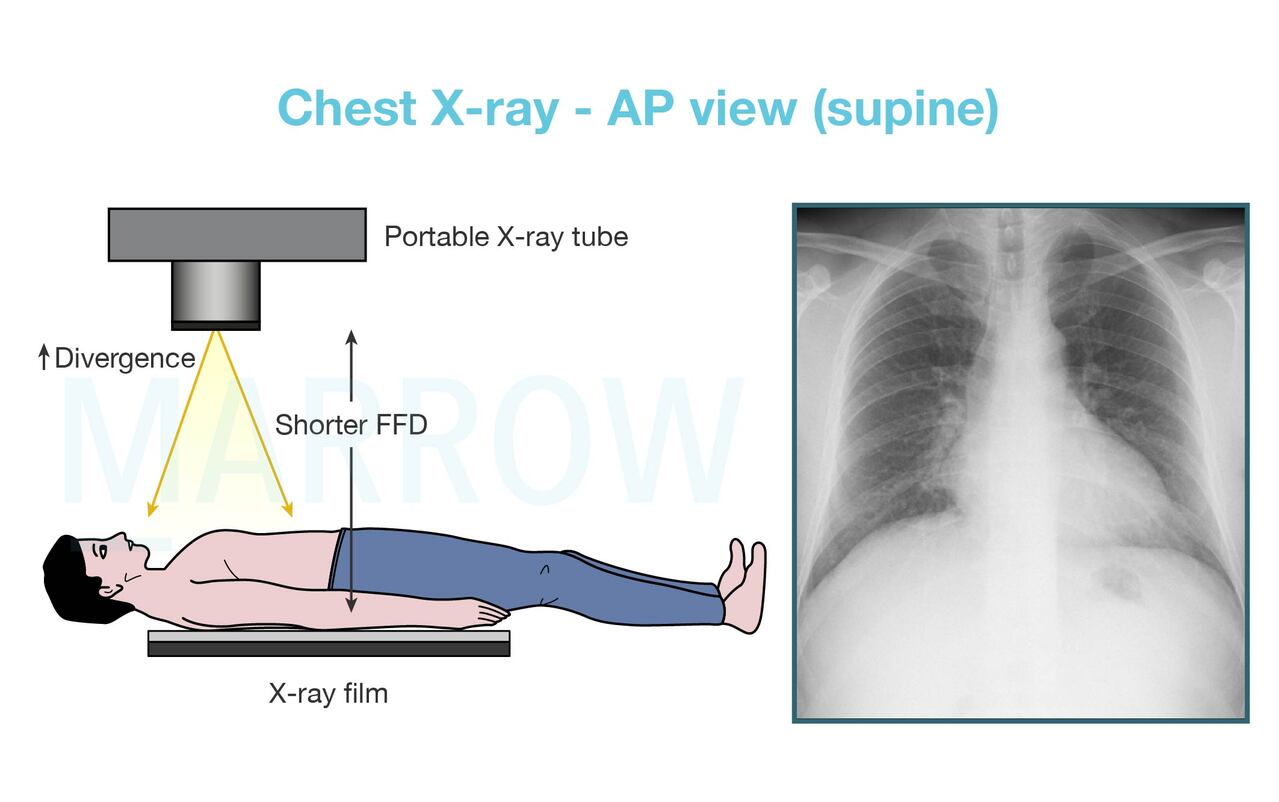 Chest X-ray - AP view (supine)
Portable X-ray tube
↑ Divergence
Shorter FFD
MARROW
X-ray film